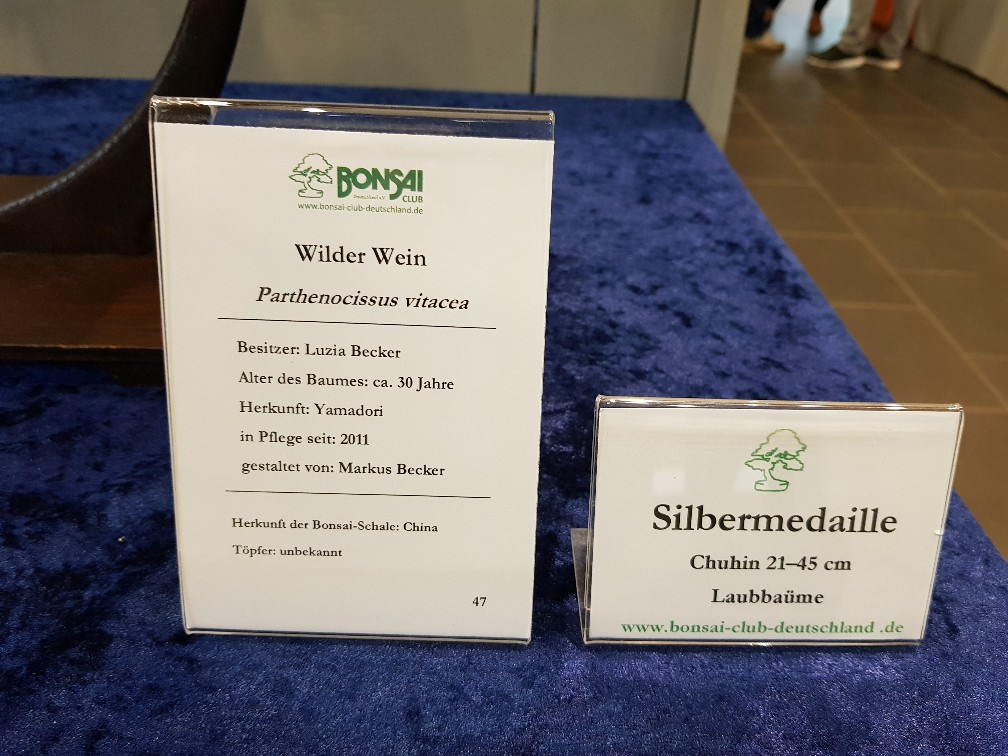 BONSAI
Deutschland e.V. CLUB
www.bonsai-club-deutschland.de
Wilder Wein
Parthenocissus vitacea
Besitzer: Luzia Becker
Alter des Baumes: ca. 30 Jahre
Herkunft: Yamadori
in Pflege seit: 2011
gestaltet von: Markus Becker
Herkunft der Bonsai-Schale: China
Töpfer: unbekannt
47
Silbermedaille
Chuhin 21–45 cm
Laubbaüme
www.bonsai-club-deutschland .de